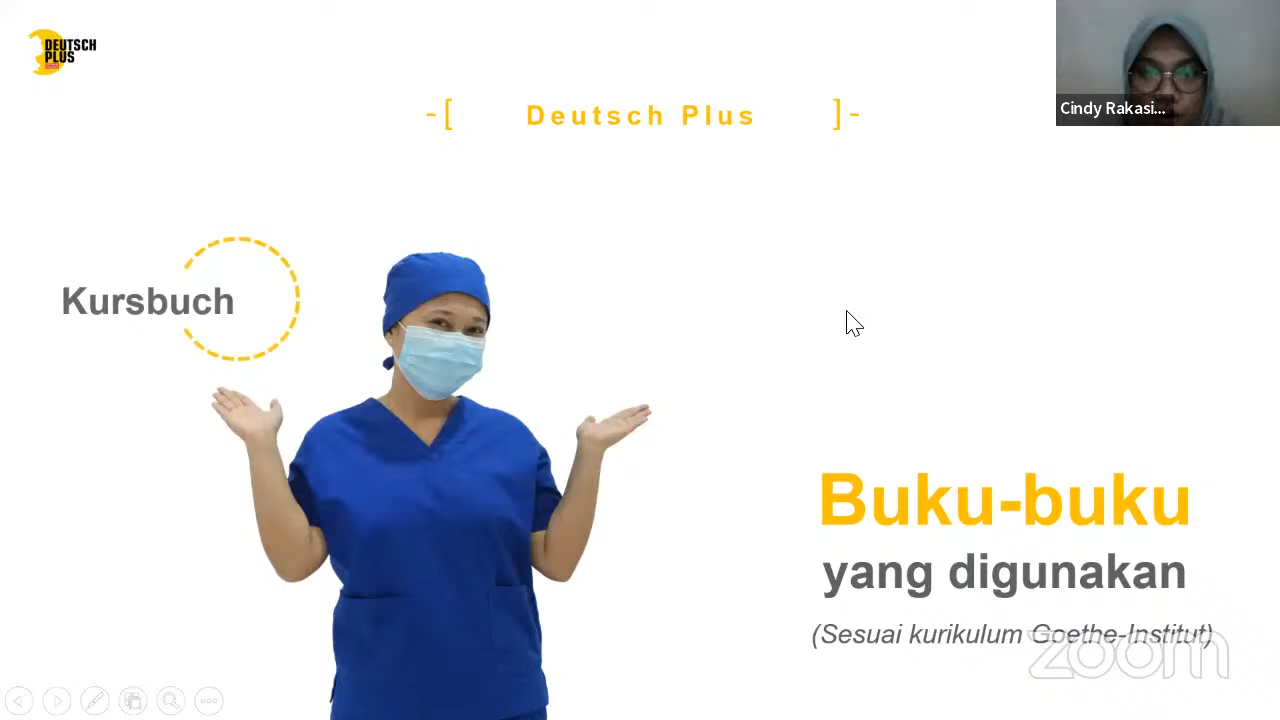 DEUTSCH
PLUS
-[ Deutsch Plus ]-
Cindy Rakasi...
Kursbuch
Buku-buku
yang digunakan
(Sesuai kurikulum Goethe-Institut)
zoom